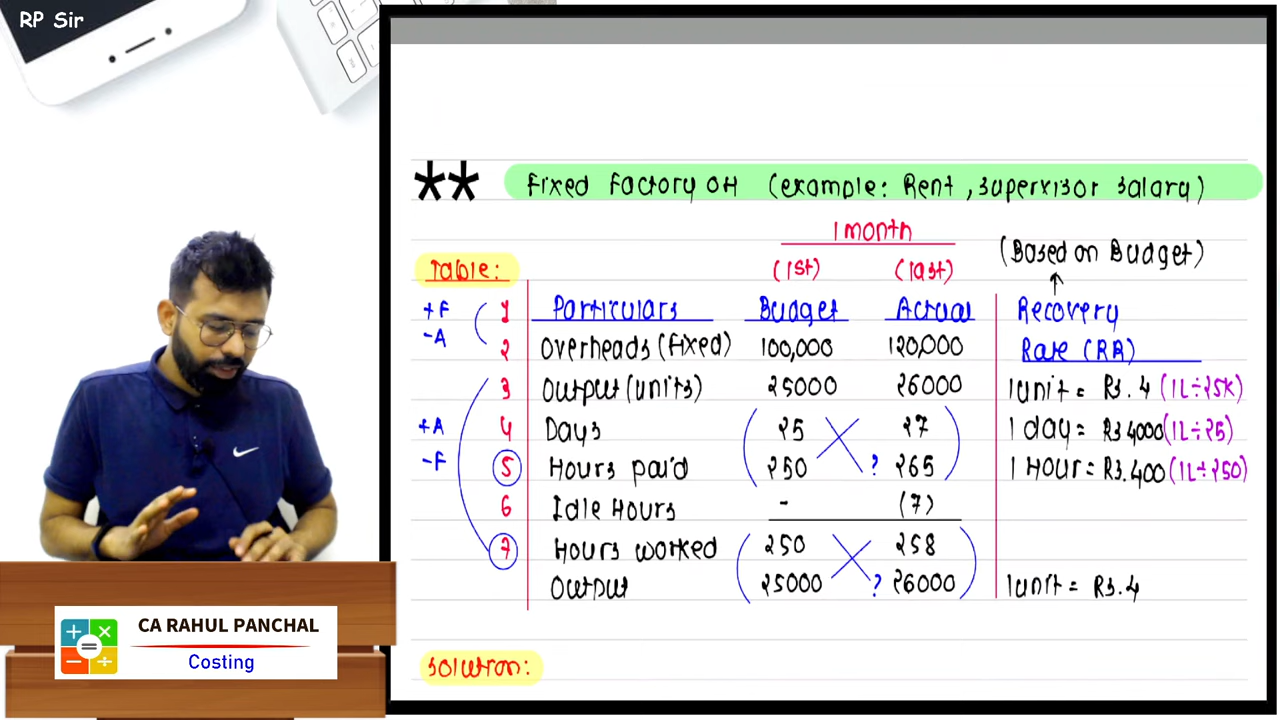 RP Sir
** Fixed Factory OH (example: Rent, Supervisor Salary)
1 month
(1st) (last) (Based on Budget)
Table:
+F 1 Particulars Budget Actual Recovery
-A 2 Overheads (Fixed) 100,000 120,000 Rate (RR)
3 Output (units) 25000 26000 1 unit = Rs. 4 (1L÷25K)
+A 4 Days 25 27 1 day = Rs 4000 (1L÷25)
-F 5 Hours paid 250 ? 265 1 Hour = Rs. 400 (1L÷250)
6 Idle Hours - (7)
7 Hours worked 250 258
Output 25000 ? 26000 1 unit = Rs. 4
Solution:
CA RAHUL PANCHAL
Costing